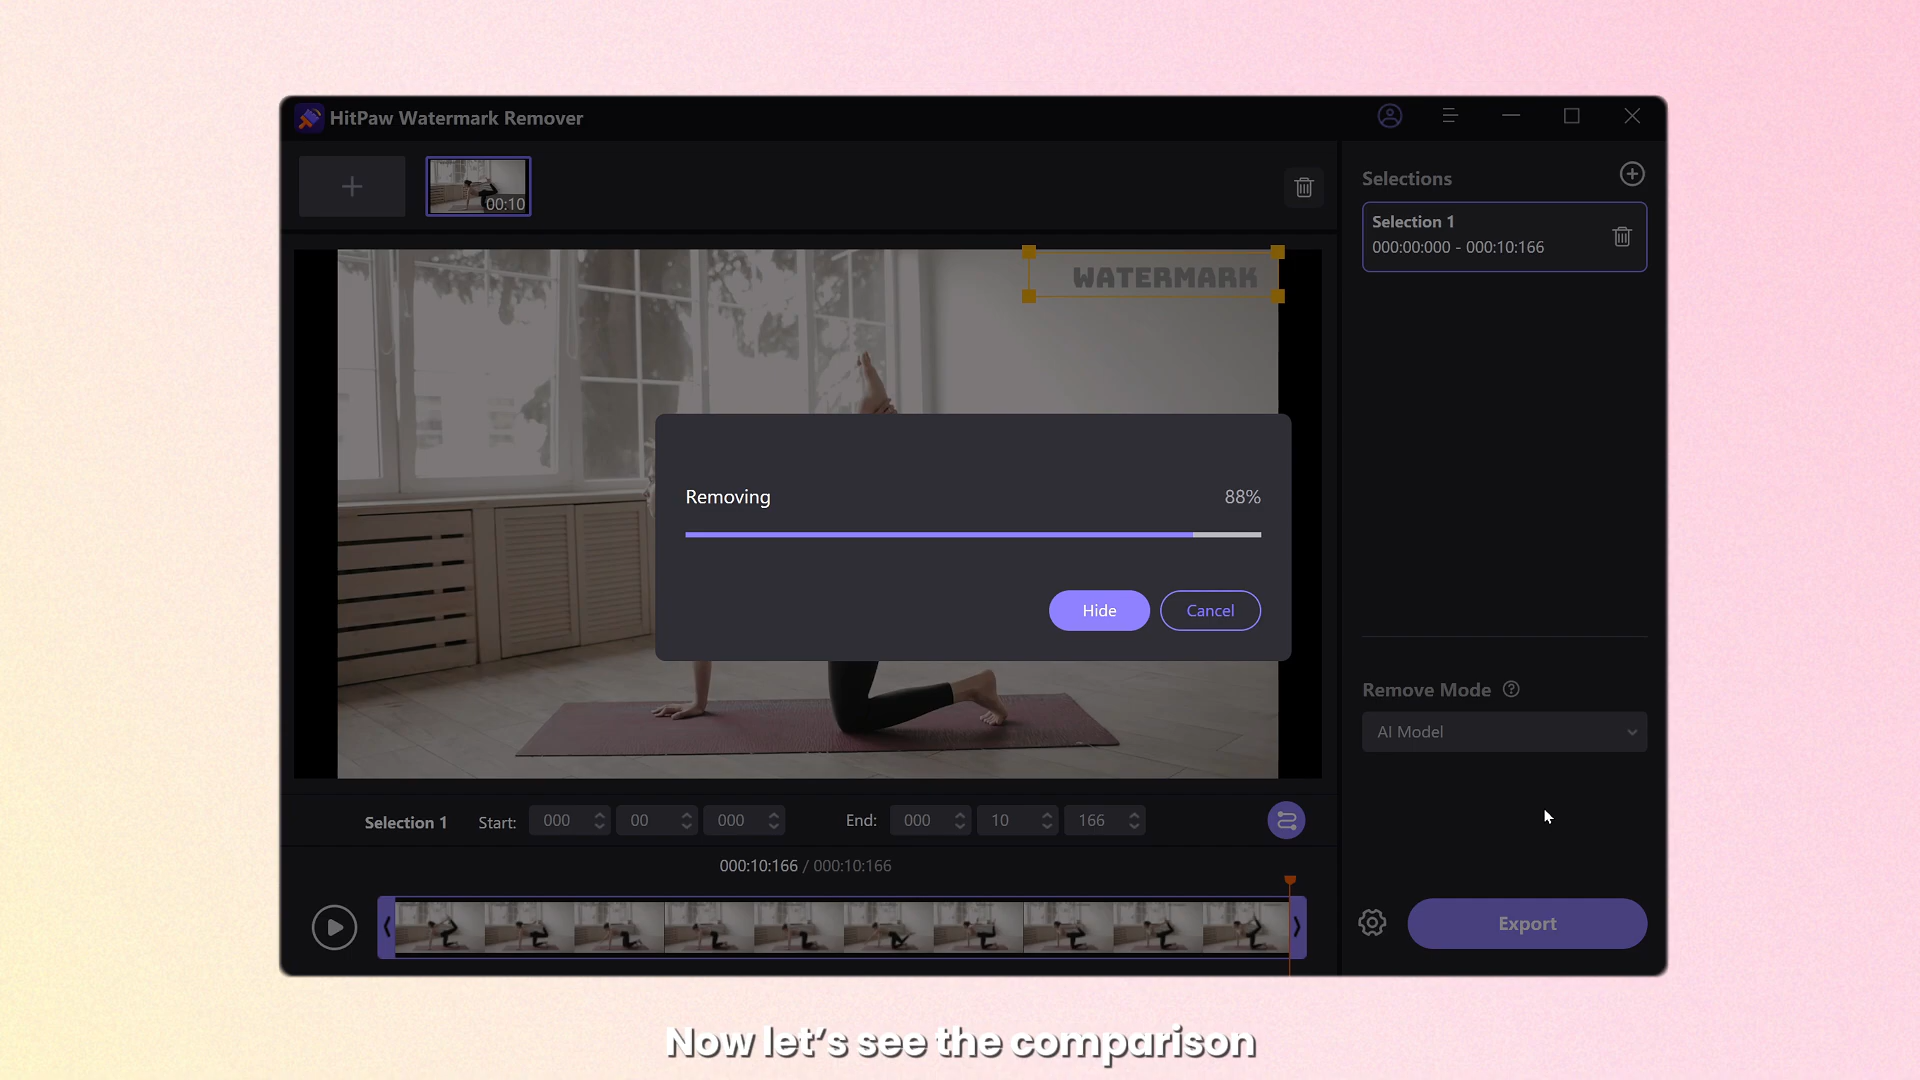 HitPaw Watermark Remover
00:10
WATERMARK
Selections
Selection 1
000:00:000 - 000:10:166
Removing 88%
Hide Cancel
Remove Mode
AI Model
Selection 1 Start: 000 00 000 End: 000 10 166
000:10:166 / 000:10:166
Export
Now let's see the comparison